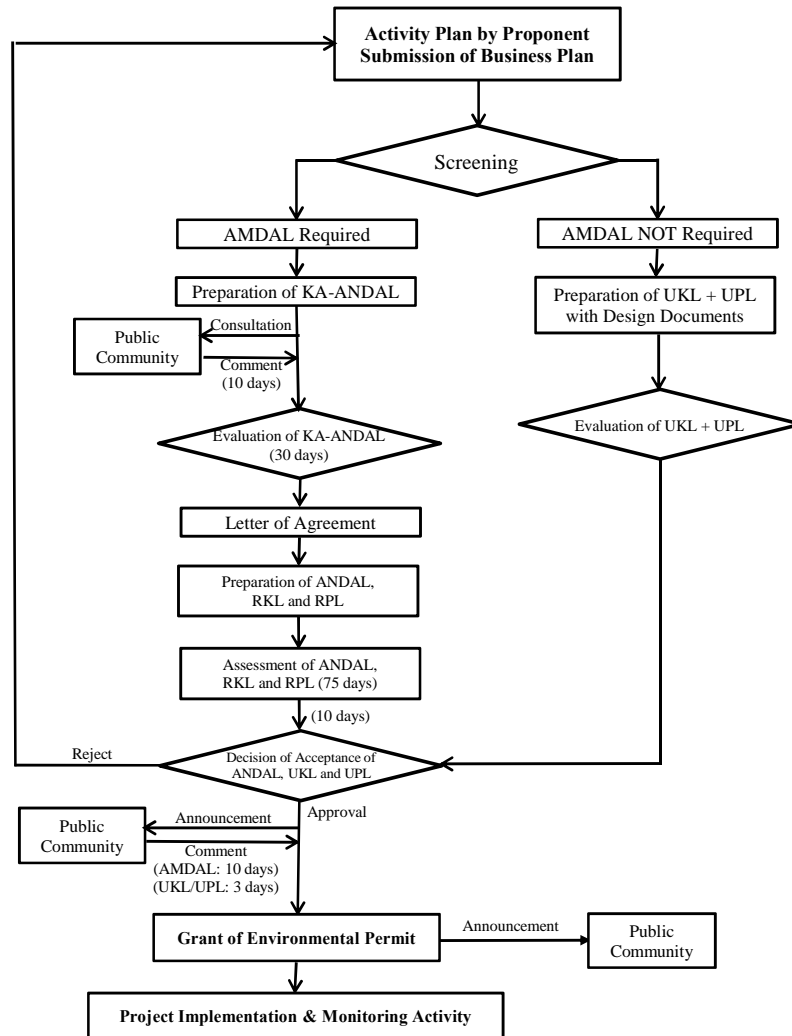 Activity Plan by Proponent
Submission of Business Plan
Screening
AMDAL Required
AMDAL NOT Required
Preparation of KA-ANDAL
Preparation of UKL + UPL
with Design Documents
Public
Community
Consultation
Comment
(10 days)
Evaluation of KA-ANDAL
(30 days)
Evaluation of UKL + UPL
Letter of Agreement
Preparation of ANDAL,
RKL and RPL
Assessment of ANDAL,
RKL and RPL (75 days)
(10 days)
Reject
Decision of Acceptance of
ANDAL, UKL and UPL
Approval
Public
Community
Announcement
Comment
(AMDAL: 10 days)
(UKL/UPL: 3 days)
Grant of Environmental Permit
Announcement
Public
Community
Project Implementation & Monitoring Activity